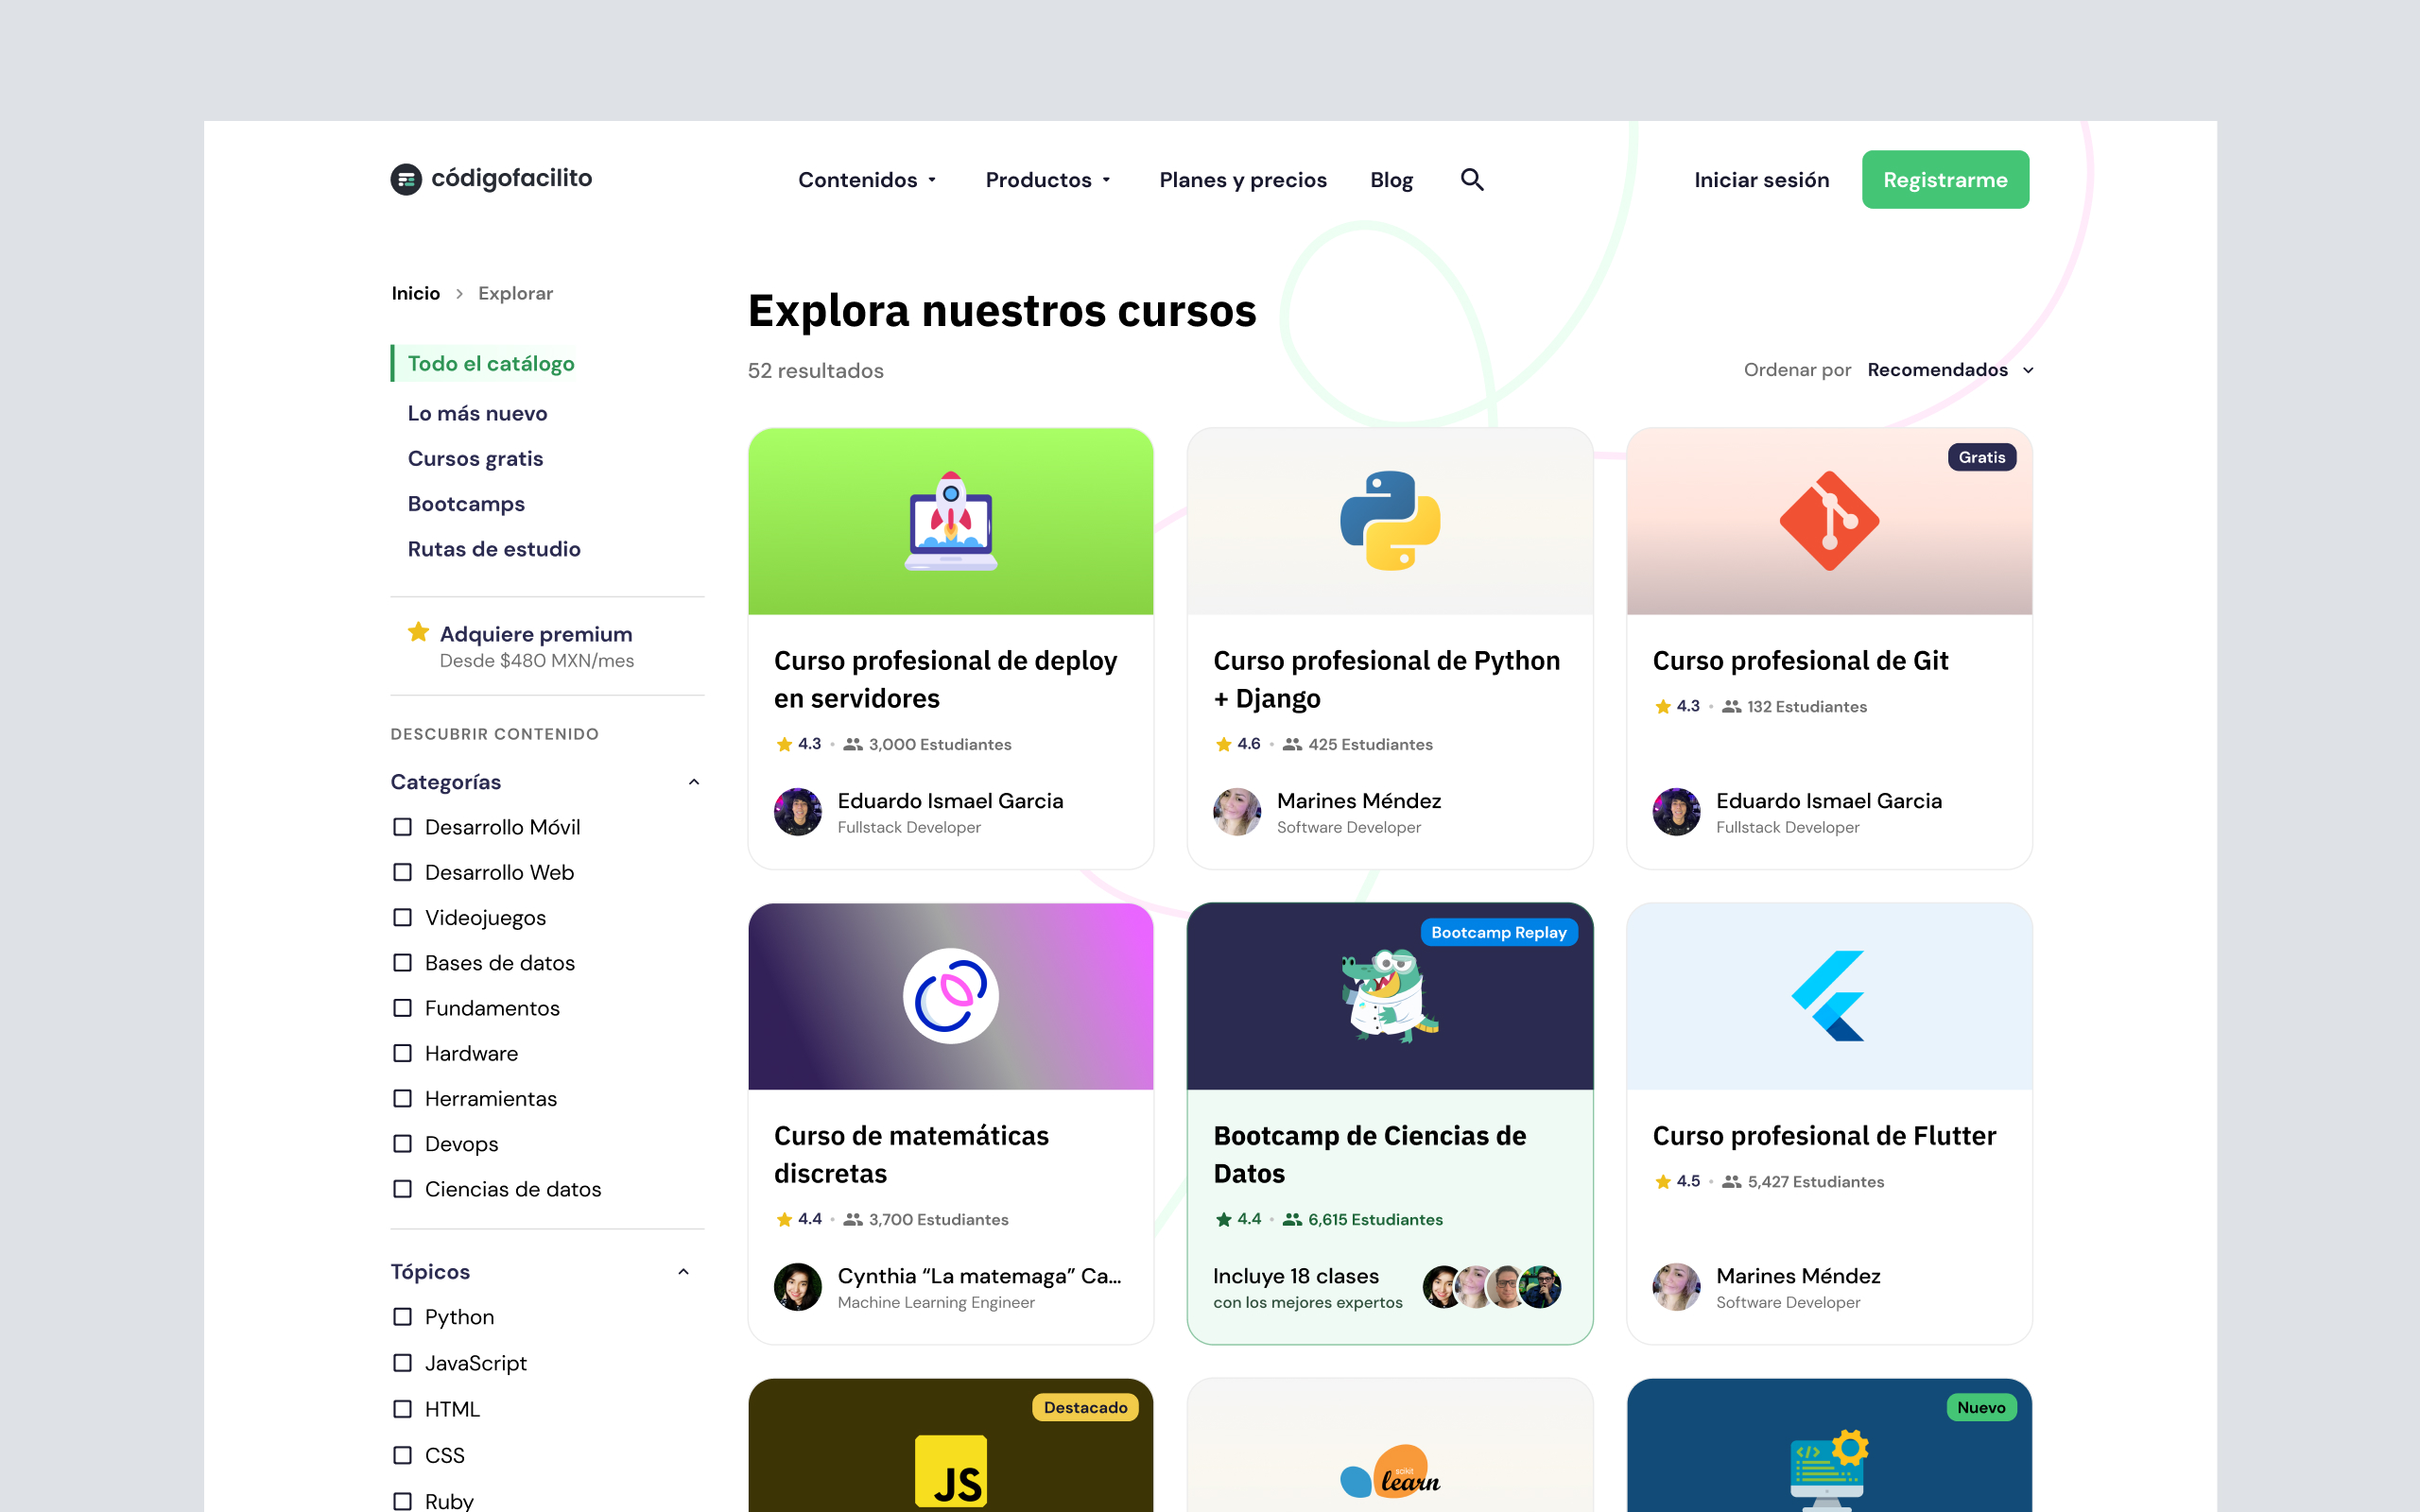 códigofacilito
Contenidos
Productos
Planes y precios
Blog
Iniciar sesión
Registrarme
Inicio
Explorar
Todo el catálogo
Lo más nuevo
Cursos gratis
Bootcamps
Rutas de estudio
Adquiere premium
Desde $480 MXN/mes
DESCUBRIR CONTENIDO
Categorías
Desarrollo Móvil
Desarrollo Web
Videojuegos
Bases de datos
Fundamentos
Hardware
Herramientas
Devops
Ciencias de datos
Tópicos
Python
JavaScript
HTML
CSS
Ruby
Explora nuestros cursos
52 resultados
Ordenar por Recomendados
Curso profesional de deploy
en servidores
4.3 • 3,000 Estudiantes
Eduardo Ismael Garcia
Fullstack Developer
Curso profesional de Python
+ Django
4.6 • 425 Estudiantes
Marines Méndez
Software Developer
Gratis
Curso profesional de Git
4.3 • 132 Estudiantes
Eduardo Ismael Garcia
Fullstack Developer
Curso de matemáticas
discretas
4.4 • 3,700 Estudiantes
Cynthia “La matemaga” Ca...
Machine Learning Engineer
Bootcamp Replay
Bootcamp de Ciencias de
Datos
4.4 • 6,615 Estudiantes
Incluye 18 clases
con los mejores expertos
Curso profesional de Flutter
4.5 • 5,427 Estudiantes
Marines Méndez
Software Developer
Destacado
JS
scikit
learn
Nuevo